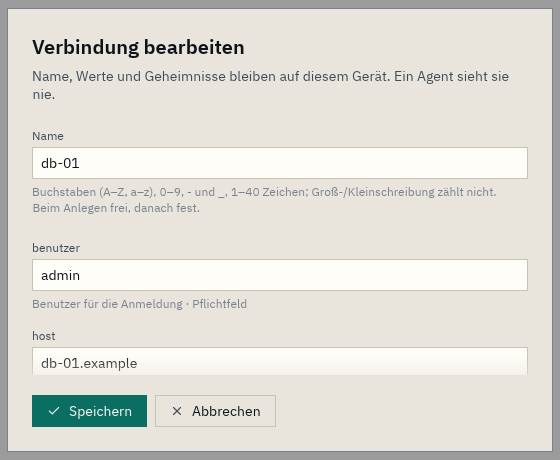 Verbindung bearbeiten
Name, Werte und Geheimnisse bleiben auf diesem Gerät. Ein Agent sieht sie
nie.
Name
db-01
Buchstaben (A–Z, a–z), 0–9, - und _, 1–40 Zeichen; Groß-/Kleinschreibung zählt nicht.
Beim Anlegen frei, danach fest.
benutzer
admin
Benutzer für die Anmeldung · Pflichtfeld
host
db-01.example
Speichern
Abbrechen